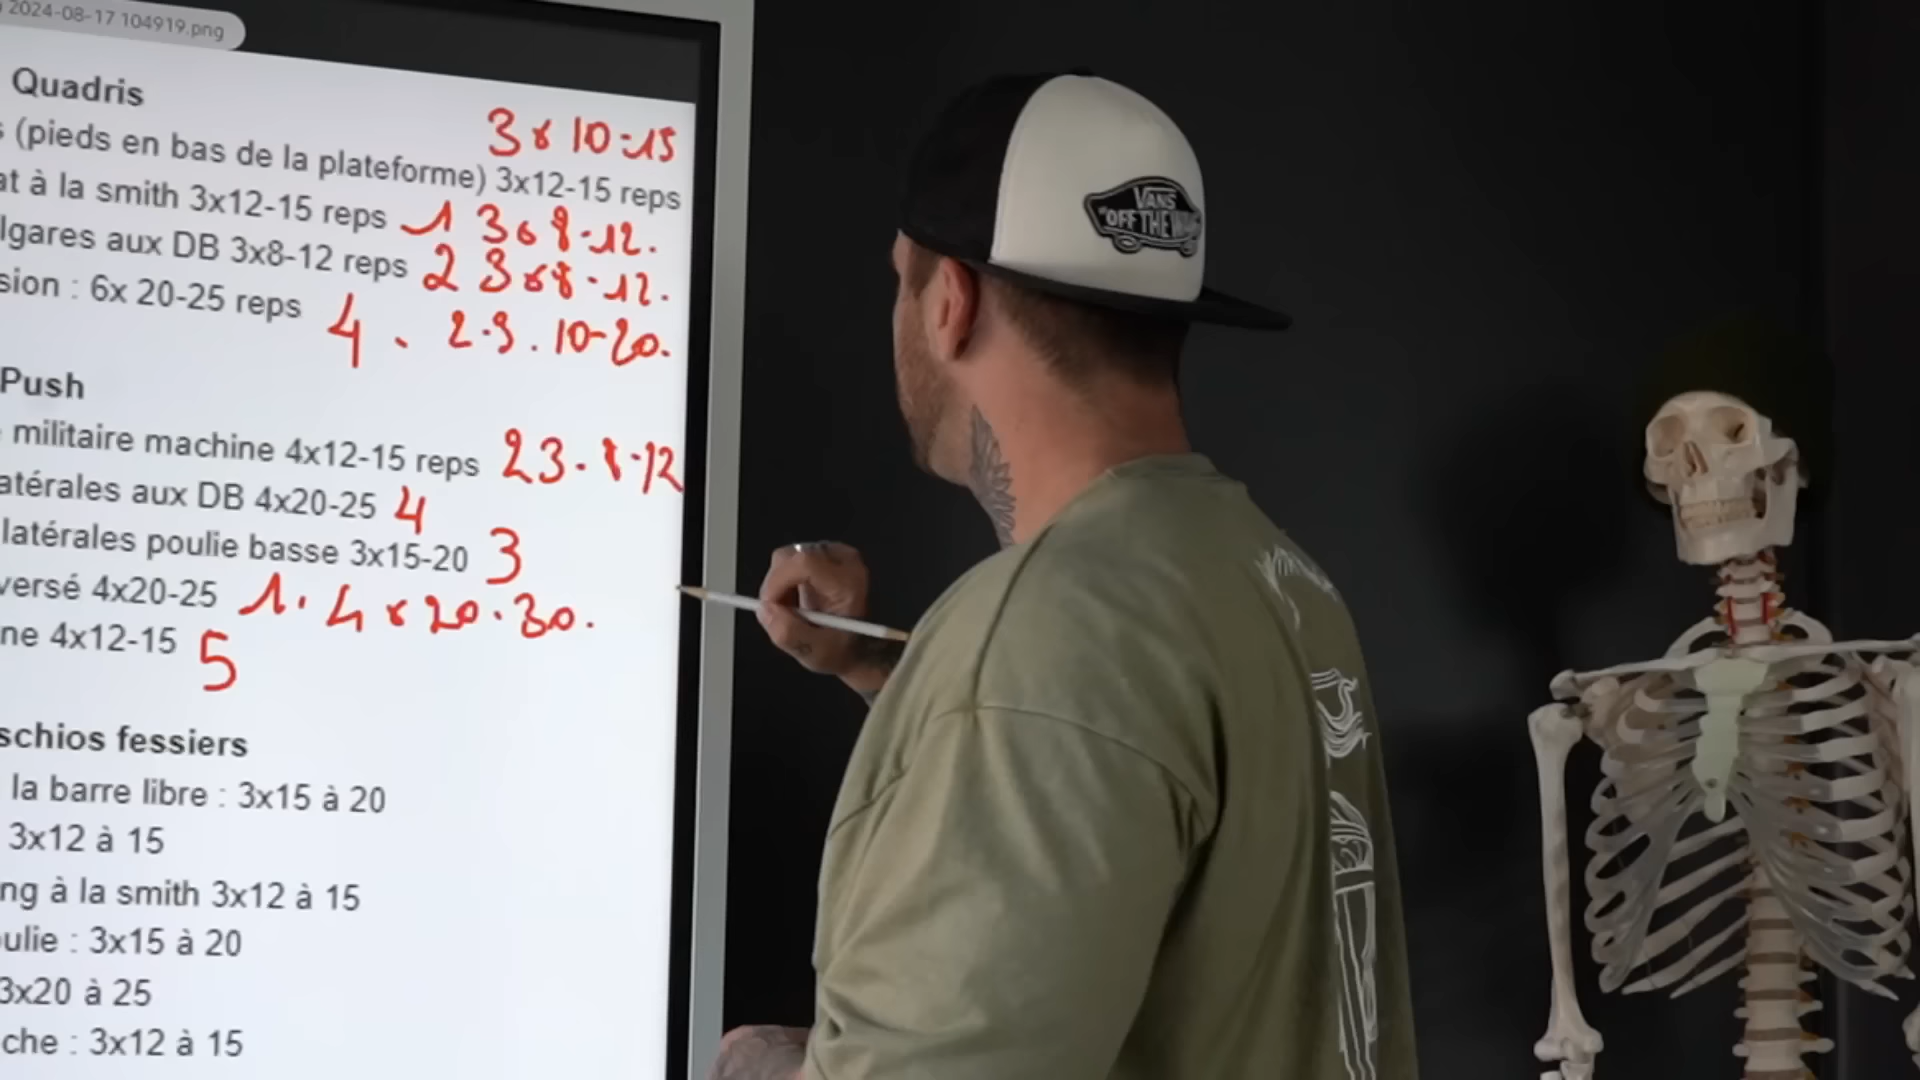 2024-08-17 104919.png
Quadris
3 x 10-15
(pieds en bas de la plateforme) 3x12-15 reps
at à la smith 3x12-15 reps 1 3x8-12.
lgares aux DB 3x8-12 reps 2 3x8-12.
sion : 6x 20-25 reps 4. 2-3. 10-20.
Push
militaire machine 4x12-15 reps 2 3. 8-12
atérales aux DB 4x20-25 4
latérales poulie basse 3x15-20 3
versé 4x20-25 1. 4 x 20-30.
ne 4x12-15 5
schios fessiers
la barre libre : 3x15 à 20
3x12 à 15
ng à la smith 3x12 à 15
oulie : 3x15 à 20
3x20 à 25
che : 3x12 à 15
VANS
"OFF THE